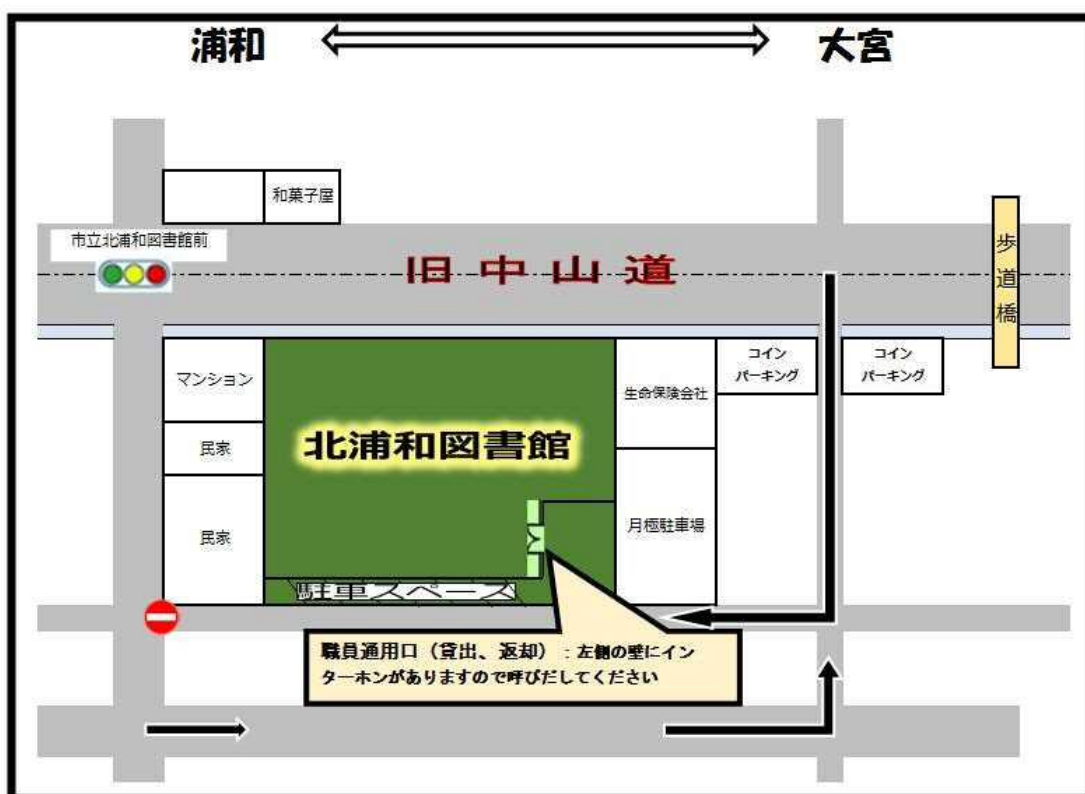 浦和
大宮
和菓子屋
市立北浦和図書館前
旧中山道
歩道橋
マンション
民家
民家
北浦和図書館
生命保険会社
月極駐車場
コイン
パーキング
コイン
パーキング
駐車スペース
職員通用口（貸出、返却）：左側の壁にイン
ターホンがありますので呼びだしてください